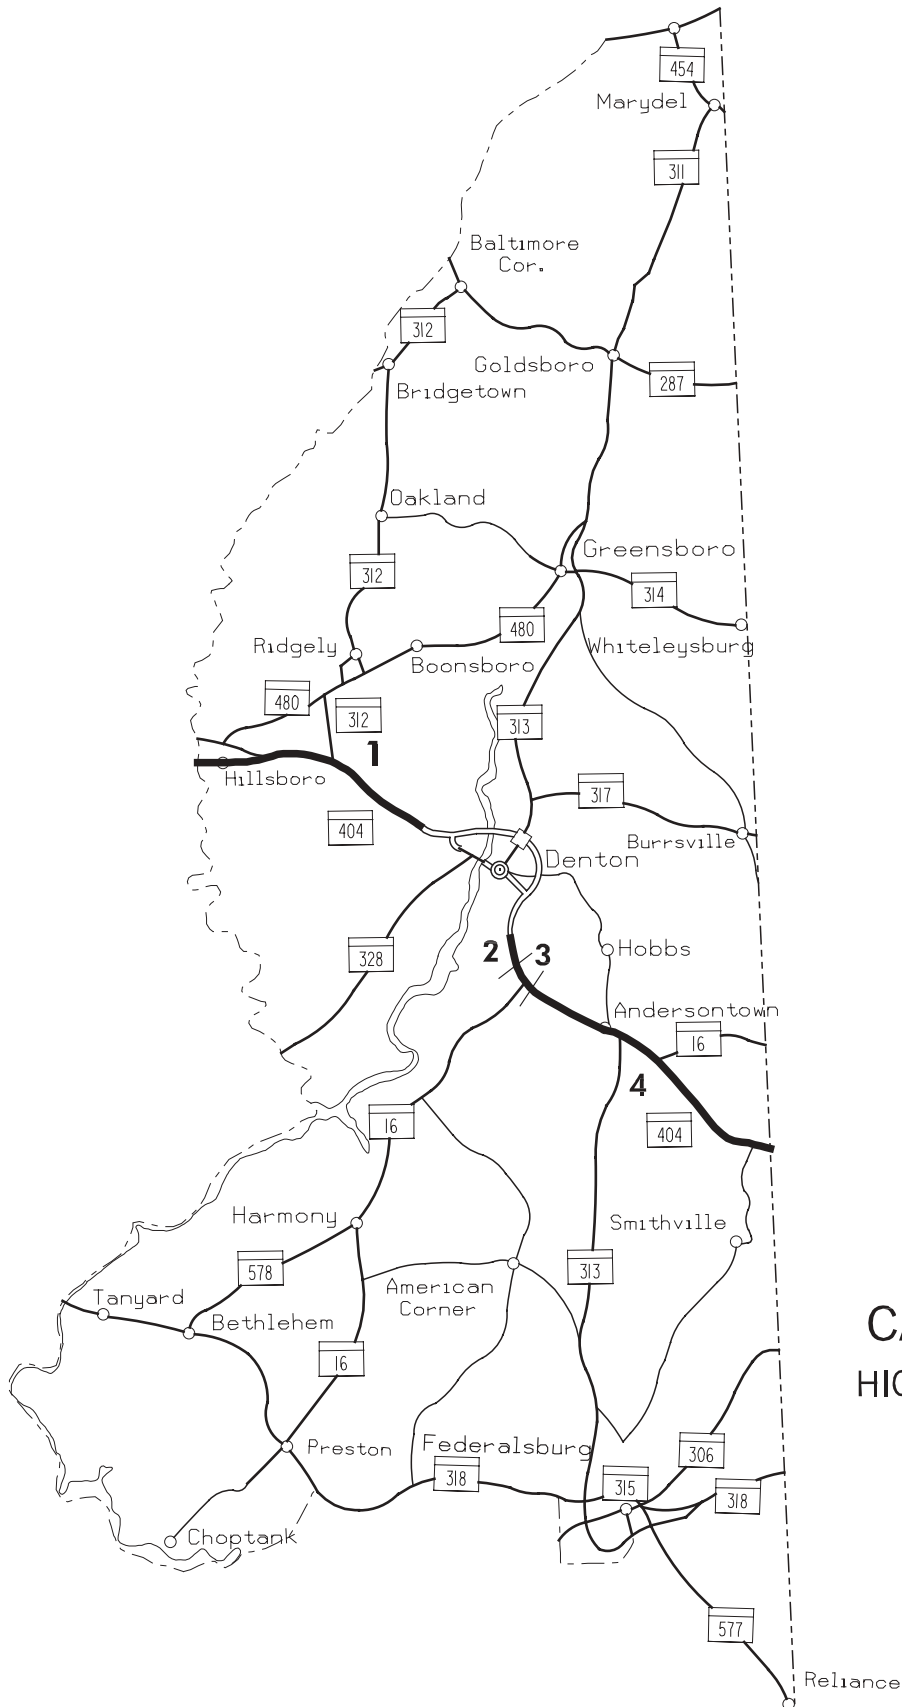 454
Marydel
311
Baltimore
Cor.
312
Goldsboro
287
Bridgetown
Oakland
Greensboro
312
314
480
Ridgely
Whiteleysburg
Boonsboro
480
312
313
1
Hillsboro
317
404
Burrsville
Denton
2 3
Hobbs
328
Andersontown
16
4
16
404
Harmony
Smithville
578
313
American
Corner
Tanyard
Bethlehem
CA
16
HIG
Preston
Federalsburg
306
318
315
318
Choptank
577
Reliance